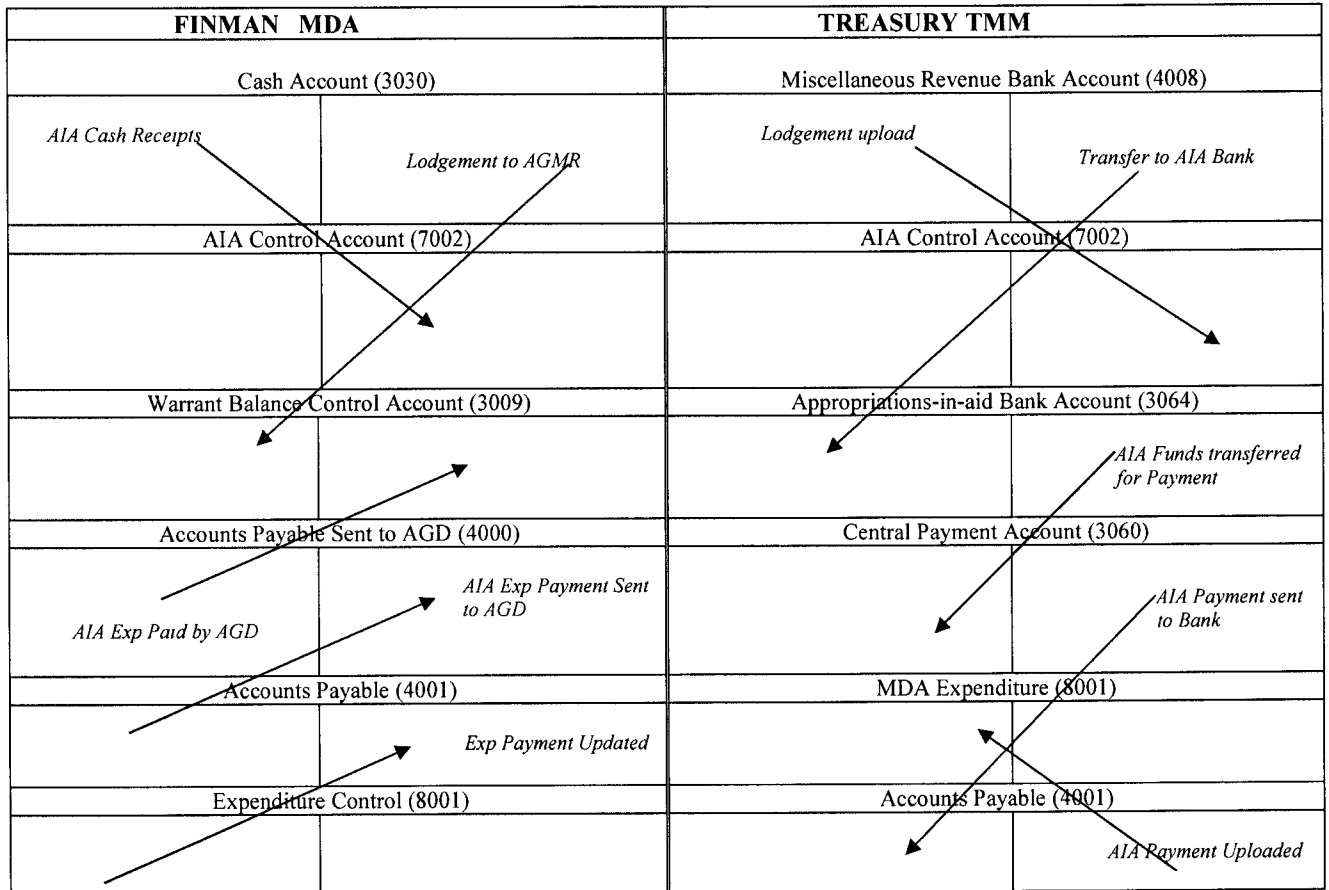 FINMAN MDA
TREASURY TMM
Cash Account (3030)
Miscellaneous Revenue Bank Account (4008)
AIA Cash Receipts
Lodgement to AGMR
Lodgement upload
Transfer to AIA Bank
AIA Control Account (7002)
AIA Control Account (7002)
Warrant Balance Control Account (3009)
Appropriations-in-aid Bank Account (3064)
AIA Funds transferred
for Payment
Accounts Payable Sent to AGD (4000)
Central Payment Account (3060)
AIA Exp Payment Sent
to AGD
AIA Exp Paid by AGD
AIA Payment sent
to Bank
Accounts Payable (4001)
MDA Expenditure (8001)
Exp Payment Updated
Expenditure Control (8001)
Accounts Payable (4001)
AIA Payment Uploaded